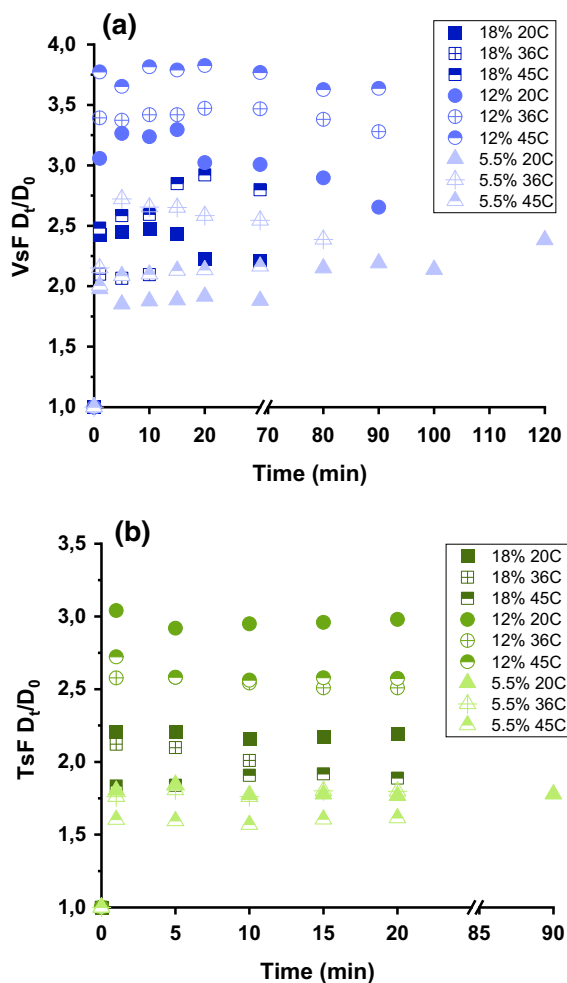 (a)
4,0
3,5
3,0
2,5
2,0
1,5
1,0
VsF Dt/D0
18% 20C
18% 36C
18% 45C
12% 20C
12% 36C
12% 45C
5.5% 20C
5.5% 36C
5.5% 45C
0 10 20 70 80 90 100 110 120
Time (min)
(b)
3,5
3,0
2,5
2,0
1,5
1,0
TsF Dt/D0
18% 20C
18% 36C
18% 45C
12% 20C
12% 36C
12% 45C
5.5% 20C
5.5% 36C
5.5% 45C
0 5 10 15 20 85 90
Time (min)